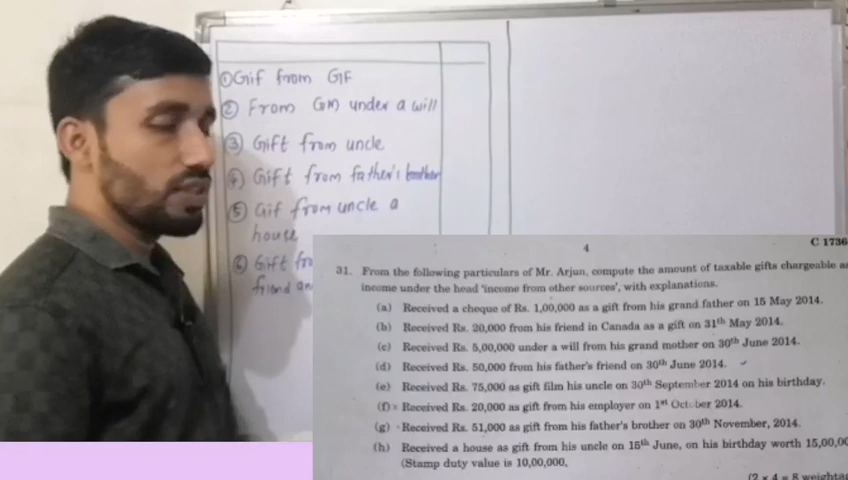 ① Gif from GIF
② From GM under a will
③ Gift from uncle
④ Gift from father's brother
⑤ Gif from uncle a
house
⑥ Gift
friend an
4
C 1736
31. From the following particulars of Mr. Arjun, compute the amount of taxable gifts chargeable as
income under the head 'income from other sources', with explanations.
(a) Received a cheque of Rs. 1,00,000 as a gift from his grand father on 15 May 2014.
(b) Received Rs. 20,000 from his friend in Canada as a gift on 31th May 2014.
(c) Received Rs. 5,00,000 under a will from his grand mother on 30th June 2014.
(d) Received Rs. 50,000 from his father's friend on 30th June 2014.
(e) Received Rs. 75,000 as gift film his uncle on 30th September 2014 on his birthday.
(f) Received Rs. 20,000 as gift from his employer on 1st October 2014.
(g) Received Rs. 51,000 as gift from his father's brother on 30th November, 2014.
(h) Received a house as gift from his uncle on 15th June, on his birthday worth 15,00,00
(Stamp duty value is 10,00,000,
(2 × 4 = 8 weightag